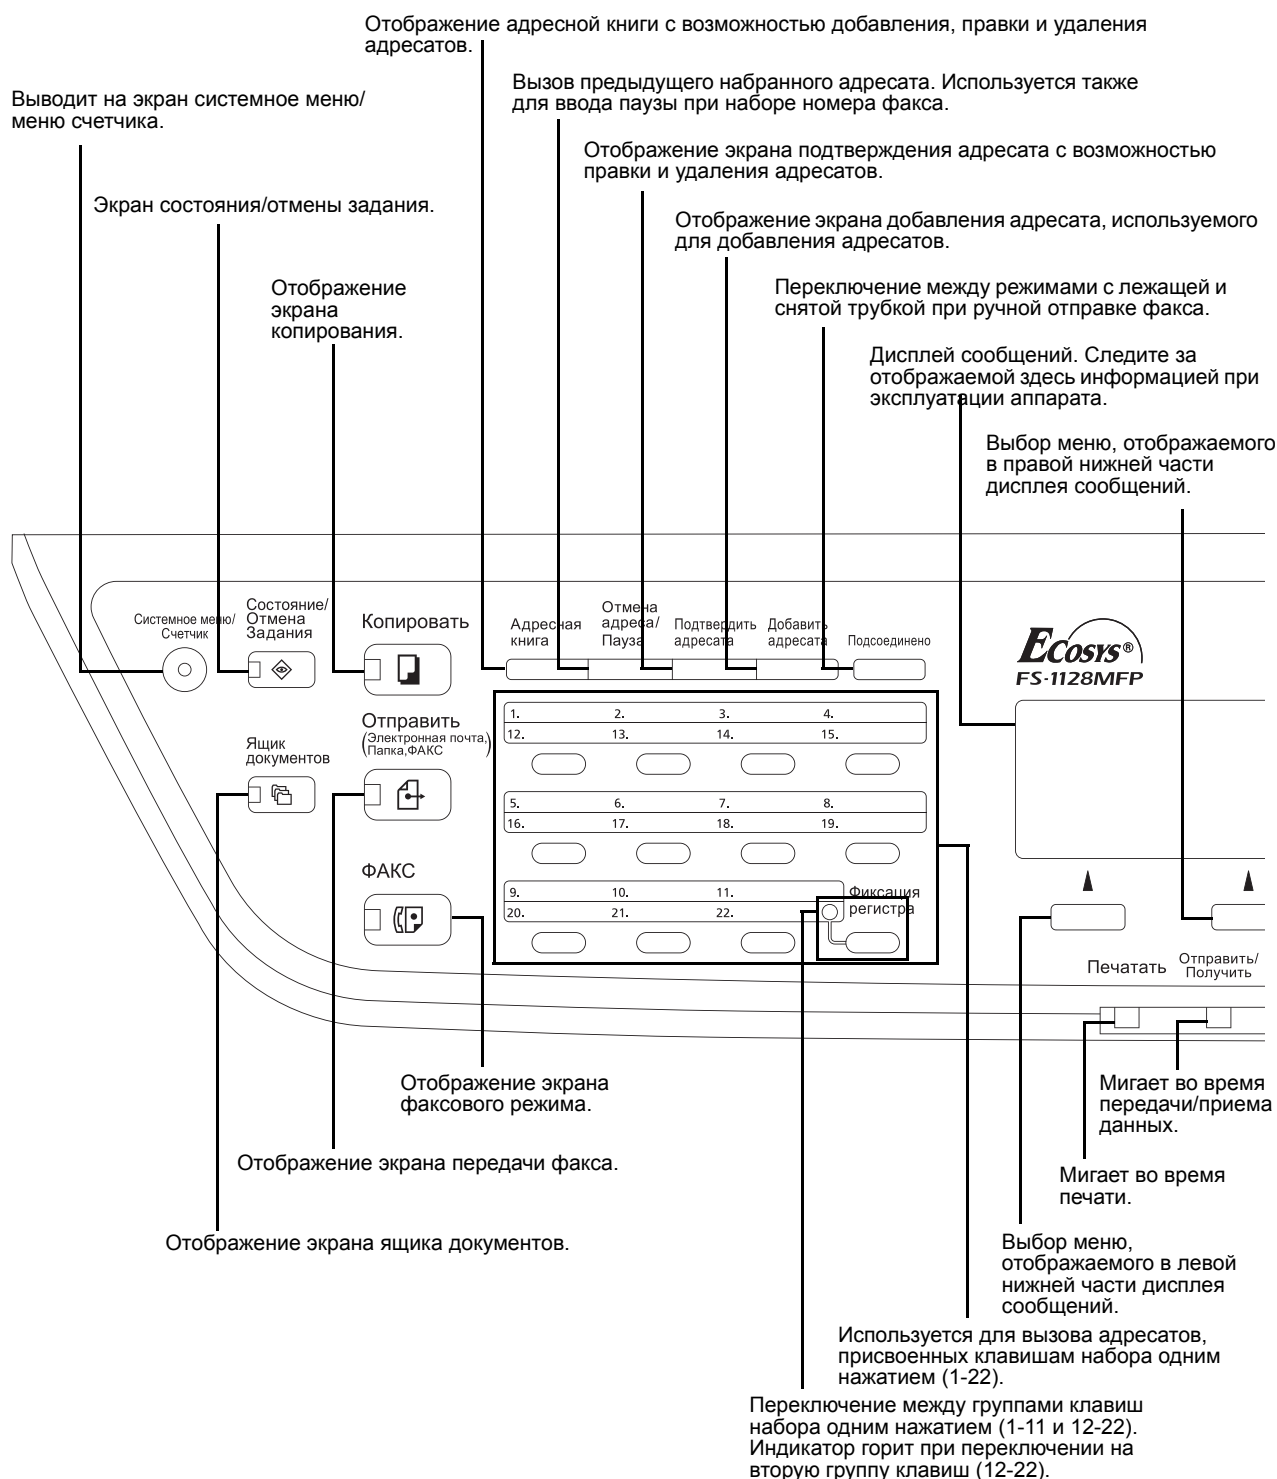 Отображение адресной книги с возможностью добавления, правки и удаления
адресатов.
Вызов предыдущего набранного адресата. Используется также
для ввода паузы при наборе номера факса.
Выводит на экран системное меню/
меню счетчика.
Отображение экрана подтверждения адресата с возможностью
правки и удаления адресатов.
Экран состояния/отмены задания.
Отображение экрана добавления адресата, используемого
для добавления адресатов.
Отображение
экрана
копирования.
Переключение между режимами с лежащей и
снятой трубкой при ручной отправке факса.
Дисплей сообщений. Следите за
отображаемой здесь информацией при
эксплуатации аппарата.
Выбор меню, отображаемого
в правой нижней части
дисплея сообщений.
Системное меню/
Счетчик
Состояние/
Отмена
Задания
Копировать
Адресная
книга
Отмена
адреса/
Пауза
Подтвердить
адресата
Добавить
адресата
Подсоединено
ECOSYS®
FS-1128MFP
1. 2. 3. 4.
12. 13. 14. 15.
Отправить
(Электронная почта,
Папка,ФАКС)
Ящик
документов
5. 6. 7. 8.
16. 17. 18. 19.
ФАКС
9. 10. 11.
20. 21. 22.
Фиксация
регистра
Печатать
Отправить/
Получить
Отображение экрана
факсового режима.
Мигает во время
передачи/приема
данных.
Отображение экрана передачи факса.
Мигает во время
печати.
Отображение экрана ящика документов.
Выбор меню,
отображаемого в левой
нижней части дисплея
сообщений.
Используется для вызова адресатов,
присвоенных клавишам набора одним
нажатием (1-22).
Переключение между группами клавиш
набора одним нажатием (1-11 и 12-22).
Индикатор горит при переключении на
вторую группу клавиш (12-22).